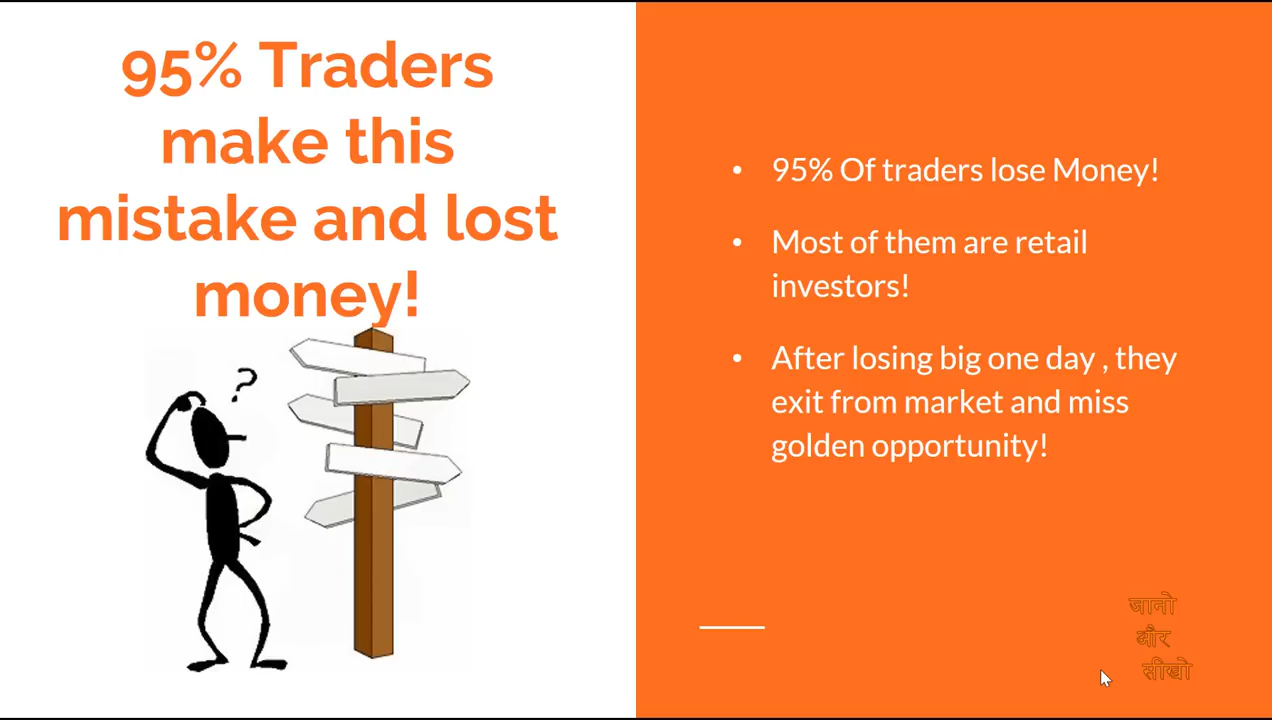 95% Traders
make this
mistake and lost
money!
?
• 95% Of traders lose Money!
• Most of them are retail
investors!
• After losing big one day , they
exit from market and miss
golden opportunity!
जानो
और
सीखो